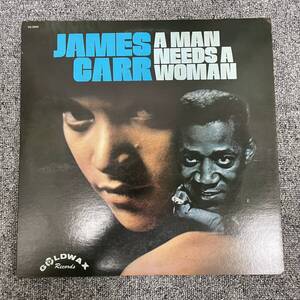 JAMES
CARR
A MAN
NEEDS A
WOMAN
GOLDWAX
Records